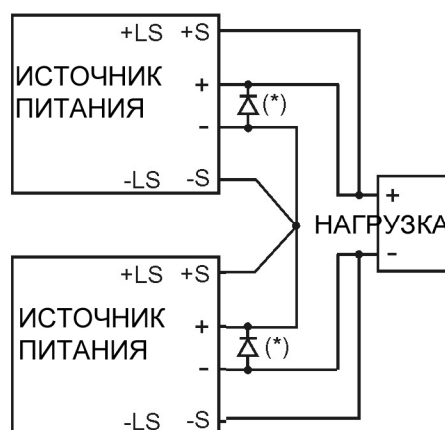 +LS +S
ИСТОЧНИК
ПИТАНИЯ
+
(*)
-
-LS -S
+
НАГРУЗКА
-
+LS +S
ИСТОЧНИК
ПИТАНИЯ
+
(*)
-
-LS -S